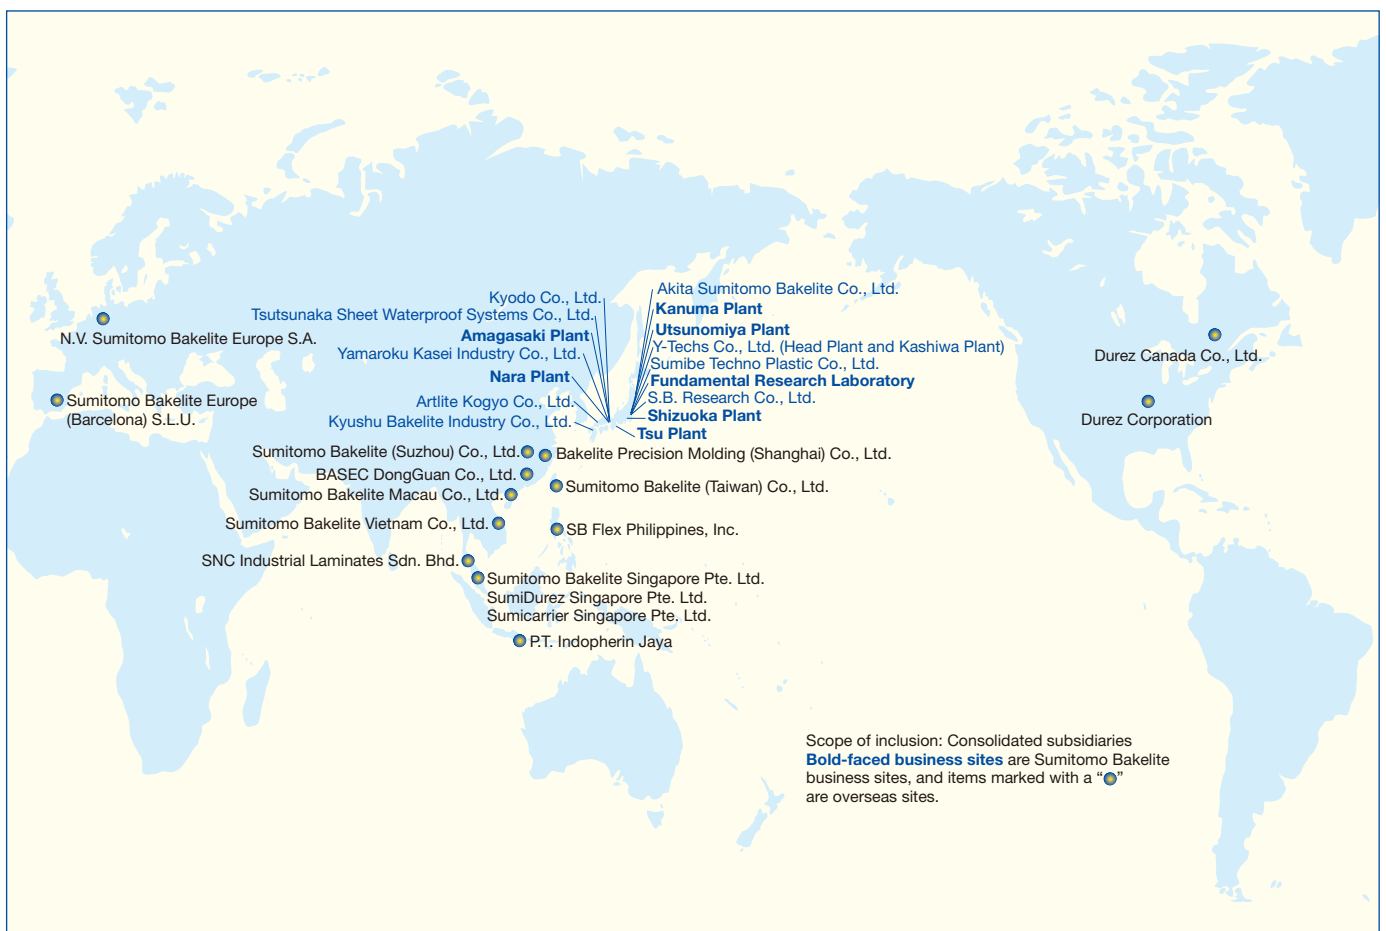 Kyodo Co., Ltd.
Tsutsunaka Sheet Waterproof Systems Co., Ltd.
Amagasaki Plant
Yamaroku Kasei Industry Co., Ltd.
Nara Plant
Artlite Kogyo Co., Ltd.
Kyushu Bakelite Industry Co., Ltd.
Akita Sumitomo Bakelite Co., Ltd.
Kanuma Plant
Utsunomiya Plant
Y-Techs Co., Ltd. (Head Plant and Kashiwa Plant)
Sumibe Techno Plastic Co., Ltd.
Fundamental Research Laboratory
S.B. Research Co., Ltd.
Shizuoka Plant
Tsu Plant
N.V. Sumitomo Bakelite Europe S.A.
Sumitomo Bakelite Europe
(Barcelona) S.L.U.
Durez Canada Co., Ltd.
Durez Corporation
Sumitomo Bakelite (Suzhou) Co., Ltd.
Bakelite Precision Molding (Shanghai) Co., Ltd.
BASEC DongGuan Co., Ltd.
Sumitomo Bakelite Macau Co., Ltd.
Sumitomo Bakelite (Taiwan) Co., Ltd.
Sumitomo Bakelite Vietnam Co., Ltd.
SB Flex Philippines, Inc.
SNC Industrial Laminates Sdn. Bhd.
Sumitomo Bakelite Singapore Pte. Ltd.
SumiDurez Singapore Pte. Ltd.
Sumicarrier Singapore Pte. Ltd.
P.T. Indopherin Jaya
Scope of inclusion: Consolidated subsidiaries
Bold-faced business sites are Sumitomo Bakelite
business sites, and items marked with a “ ”
are overseas sites.